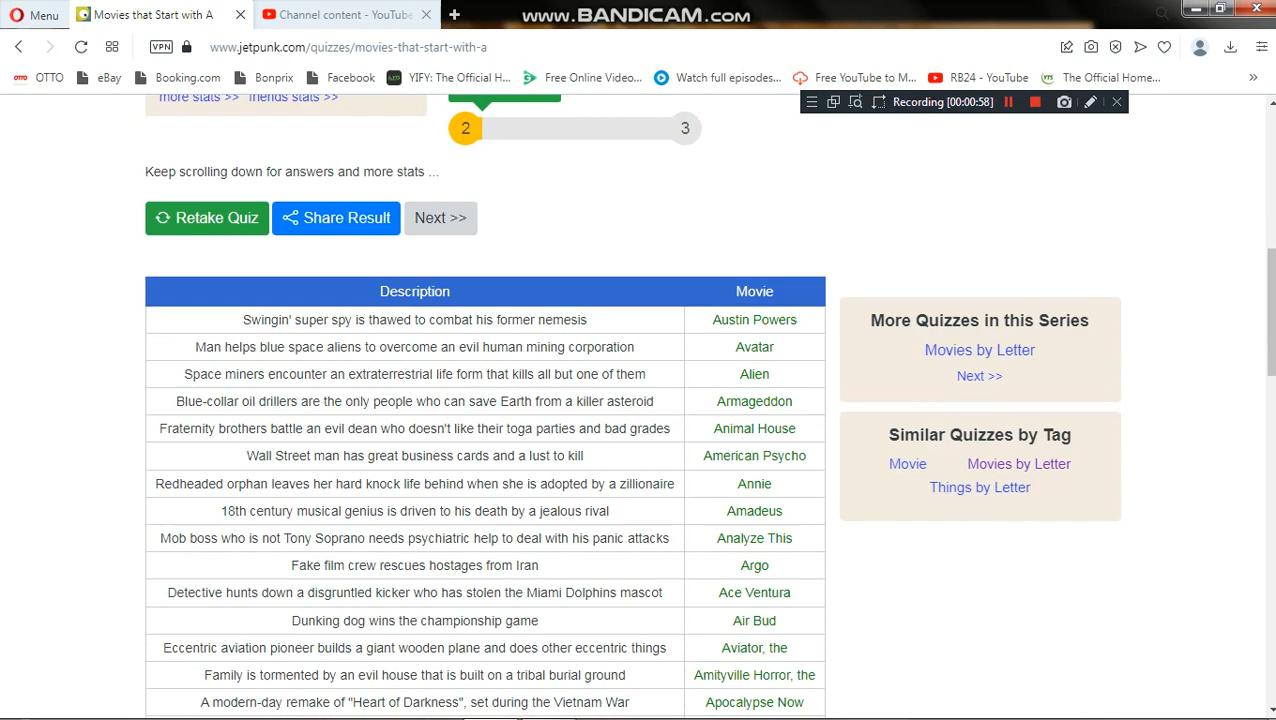 www.BANDICAM.com
Menu
Movies that Start with A
Channel content - YouTube
VPN
www.jetpunk.com/quizzes/movies-that-start-with-a
OTTO
OTTO
eBay
Booking.com
Bonprix
Facebook
YIFY: The Official H...
Free Online Video...
Watch full episodes...
Free YouTube to M...
RB24 - YouTube
The Official Home...
Recording [00:00:58]
more stats >>
friends stats >>
2
3
Keep scrolling down for answers and more stats ...
Retake Quiz
Share Result
Next >>
Description Movie
Swingin' super spy is thawed to combat his former nemesis Austin Powers
Man helps blue space aliens to overcome an evil human mining corporation Avatar
Space miners encounter an extraterrestrial life form that kills all but one of them Alien
Blue-collar oil drillers are the only people who can save Earth from a killer asteroid Armageddon
Fraternity brothers battle an evil dean who doesn't like their toga parties and bad grades Animal House
Wall Street man has great business cards and a lust to kill American Psycho
Redheaded orphan leaves her hard knock life behind when she is adopted by a zillionaire Annie
18th century musical genius is driven to his death by a jealous rival Amadeus
Mob boss who is not Tony Soprano needs psychiatric help to deal with his panic attacks Analyze This
Fake film crew rescues hostages from Iran Argo
Detective hunts down a disgruntled kicker who has stolen the Miami Dolphins mascot Ace Ventura
Dunking dog wins the championship game Air Bud
Eccentric aviation pioneer builds a giant wooden plane and does other eccentric things Aviator, the
Family is tormented by an evil house that is built on a tribal burial ground Amityville Horror, the
A modern-day remake of "Heart of Darkness", set during the Vietnam War Apocalypse Now
More Quizzes in this Series
Movies by Letter
Next >>
Similar Quizzes by Tag
Movie
Movies by Letter
Things by Letter